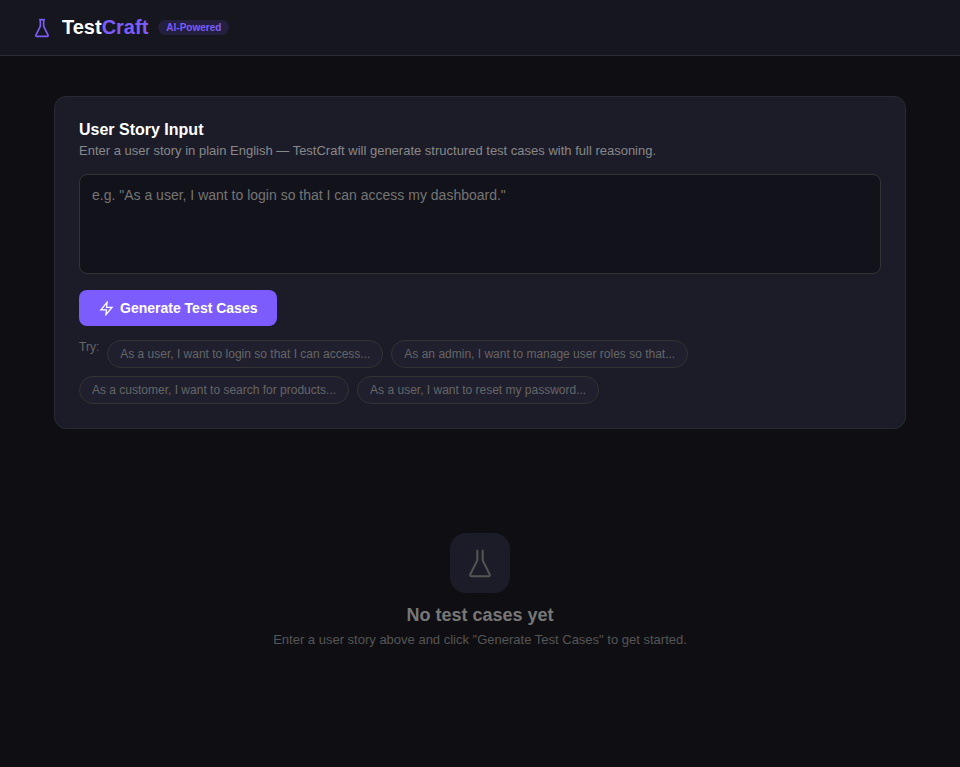 TestCraft AI-Powered
User Story Input
Enter a user story in plain English — TestCraft will generate structured test cases with full reasoning.
e.g. "As a user, I want to login so that I can access my dashboard."
Generate Test Cases
Try: As a user, I want to login so that I can access... As an admin, I want to manage user roles so that...
As a customer, I want to search for products... As a user, I want to reset my password...
No test cases yet
Enter a user story above and click "Generate Test Cases" to get started.